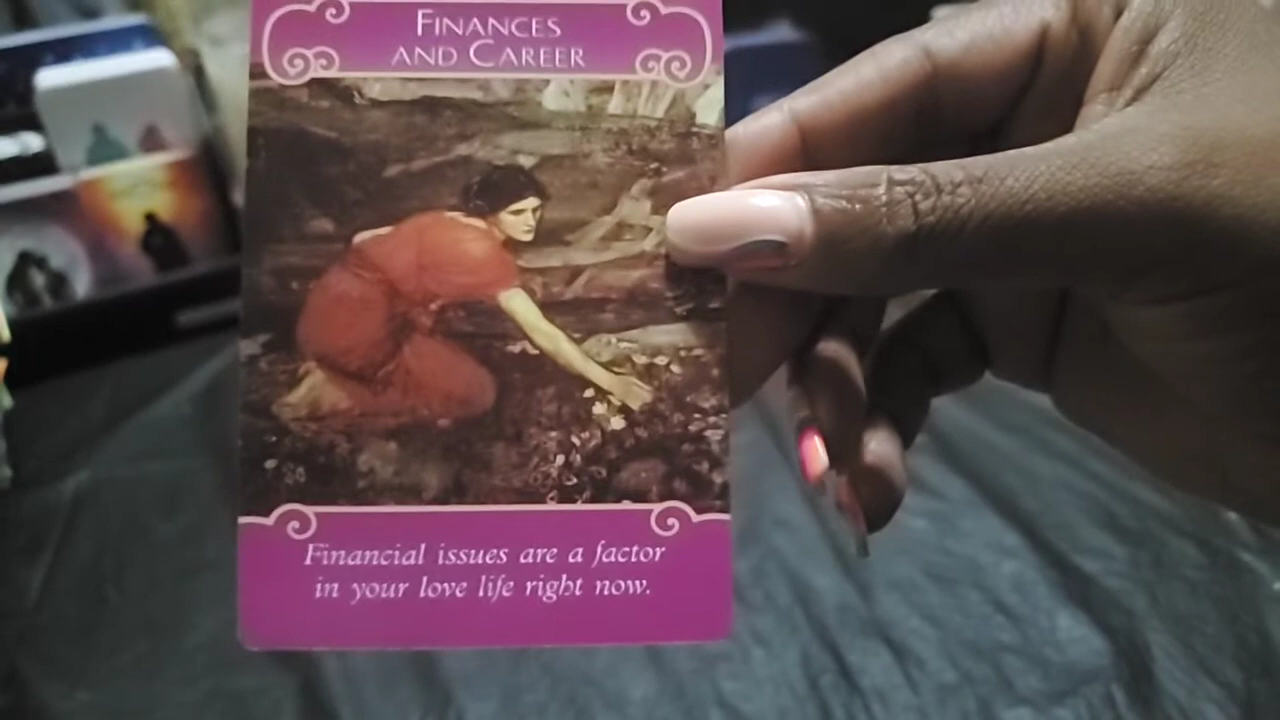 FINANCES
AND CAREER
Financial issues are a factor
in your love life right now.